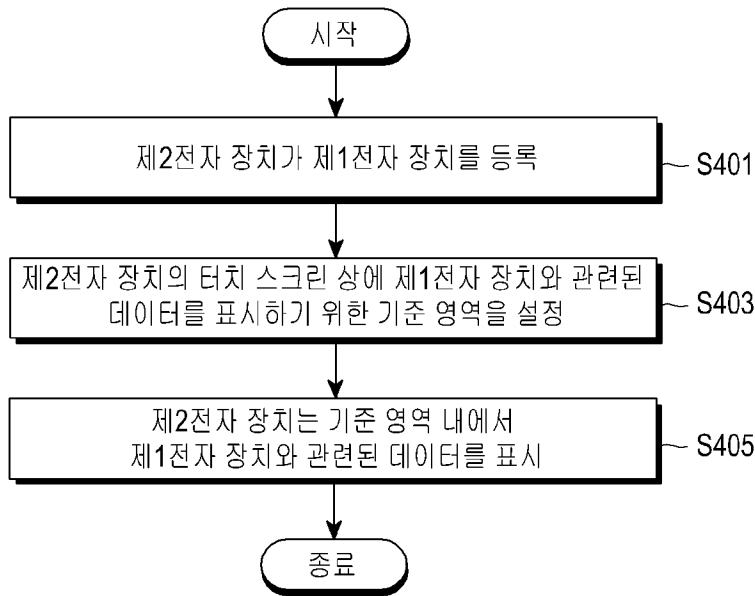 시작
제2전자 장치가 제1전자 장치를 등록
S401
제2전자 장치의 터치 스크린 상에 제1전자 장치와 관련된
데이터를 표시하기 위한 기준 영역을 설정
S403
제2전자 장치는 기준 영역 내에서
제1전자 장치와 관련된 데이터를 표시
S405
종료